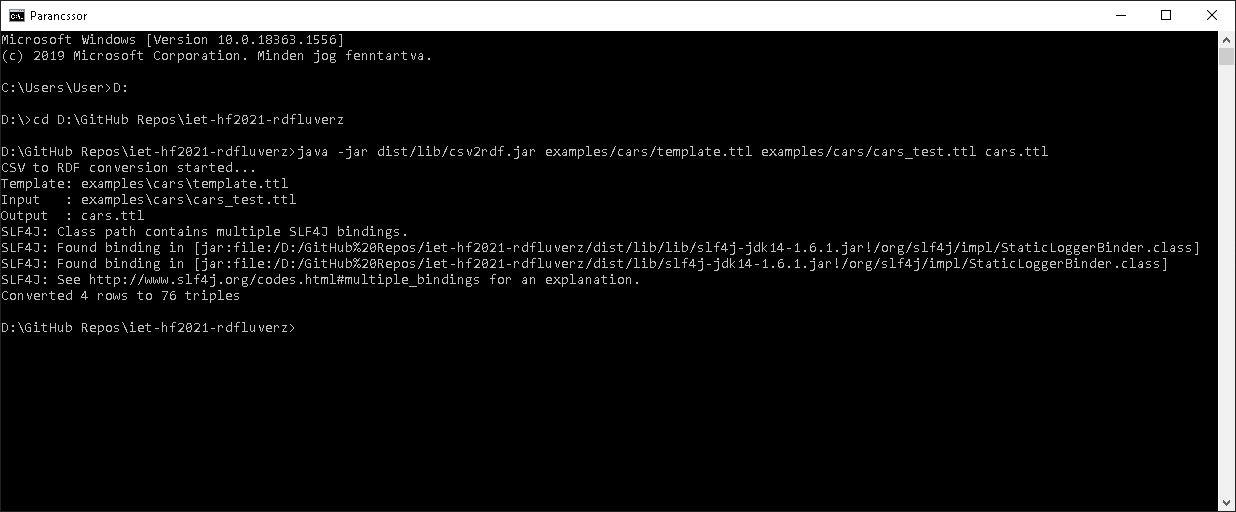 Parancssor
Microsoft Windows [Version 10.0.18363.1556]
(c) 2019 Microsoft Corporation. Minden jog fenntartva.
C:\Users\User>D:
D:\>cd D:\GitHub Repos\iet-hf2021-rdfluverz
D:\GitHub Repos\iet-hf2021-rdfluverz>java -jar dist/lib/csv2rdf.jar examples/cars/template.ttl examples/cars/cars_test.ttl cars.ttl
CSV to RDF conversion started...
Template: examples\cars\template.ttl
Input   : examples\cars\cars_test.ttl
Output  : cars.ttl
SLF4J: Class path contains multiple SLF4J bindings.
SLF4J: Found binding in [jar:file:/D:/GitHub%20Repos/iet-hf2021-rdfluverz/dist/lib/lib/slf4j-jdk14-1.6.1.jar!/org/slf4j/impl/StaticLoggerBinder.class]
SLF4J: Found binding in [jar:file:/D:/GitHub%20Repos/iet-hf2021-rdfluverz/dist/lib/slf4j-jdk14-1.6.1.jar!/org/slf4j/impl/StaticLoggerBinder.class]
SLF4J: See http://www.slf4j.org/codes.html#multiple_bindings for an explanation.
Converted 4 rows to 76 triples
D:\GitHub Repos\iet-hf2021-rdfluverz>